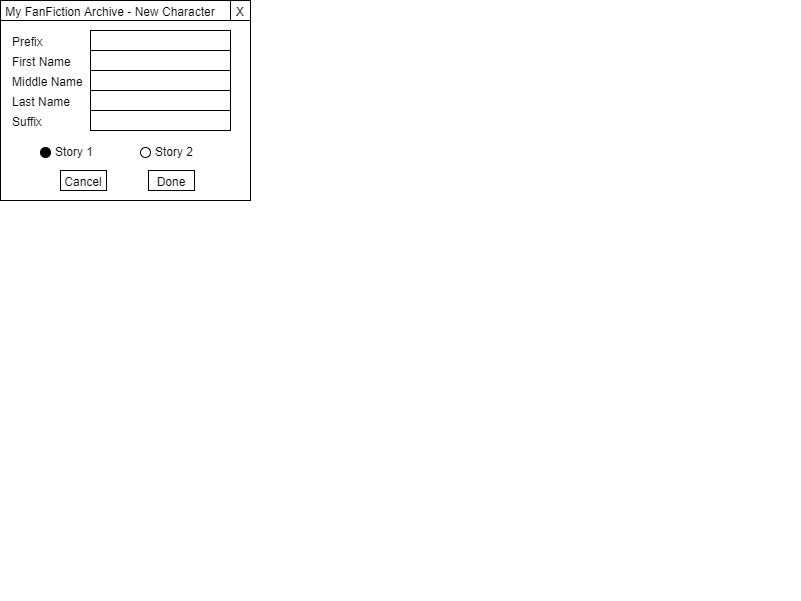 My FanFiction Archive - New Character X
Prefix
First Name
Middle Name
Last Name
Suffix
Story 1 Story 2
Cancel Done